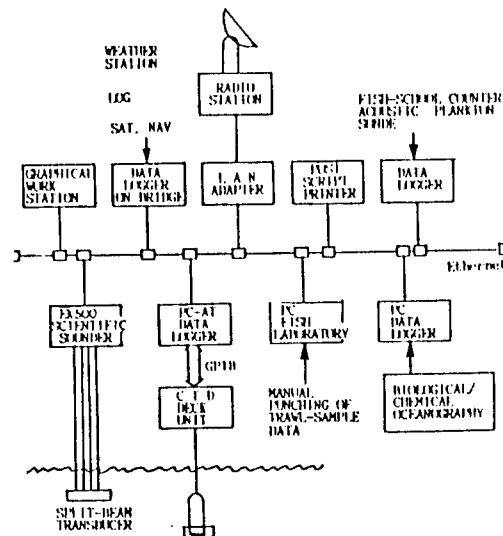 WEATHER
STATION
LOG
SAT. NAV
RADIO
STATION
FISH-SCHOOL COUNTER
ACOUSTIC PLANKTON
SONDE
GRAPHICAL
WORK
STATION
DATA
LOGGER
ON BRIDGE
L A N
ADAPTER
POST
SCRIPT
PRINTER
DATA
LOGGER
Ethernet
EK500
SCIENTIFIC
SOUNDER
PC-AT
DATA
LOGGER
PC
FISH
LABORATORY
PC
DATA
LOGGER
GPIB
C T D
DECK
UNIT
MANUAL
PUNCHING OF
TRAWL-SAMPLE
DATA
BIOLOGICAL/
CHEMICAL
OCEANOGRAPHY
SPLIT-BEAM
TRANSDUCER